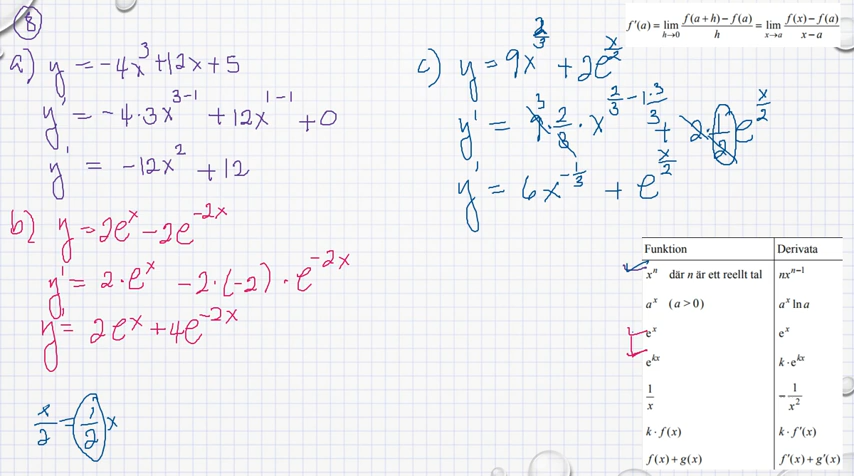 8
a) y = -4x³ + 12x + 5
y' = -4·3x³⁻¹ + 12x¹⁻¹ + 0
y' = -12x² + 12
b) y = 2eˣ - 2e⁻²ˣ
y' = 2·eˣ - 2·(-2)·e⁻²ˣ
y' = 2eˣ + 4e⁻²ˣ
x/2 = 1/2 x
f'(a) = lim h→0 f(a+h)−f(a)/h = lim x→a f(x)−f(a)/x−a
c) y = 9x^(2/3) + 2e^(x/2)
y' = 9³·2/3·x^(2/3 - 1·3/3) + 2·1/2 e^(x/2)
y' = 6x^(-1/3) + e^(x/2)
Funktion Derivata
xⁿ där n är ett reellt tal nxⁿ⁻¹
aˣ (a > 0) aˣ ln a
eˣ eˣ
eᵏˣ k·eᵏˣ
1/x −1/x²
k·f(x) k·f'(x)
f(x)+g(x) f'(x)+g'(x)